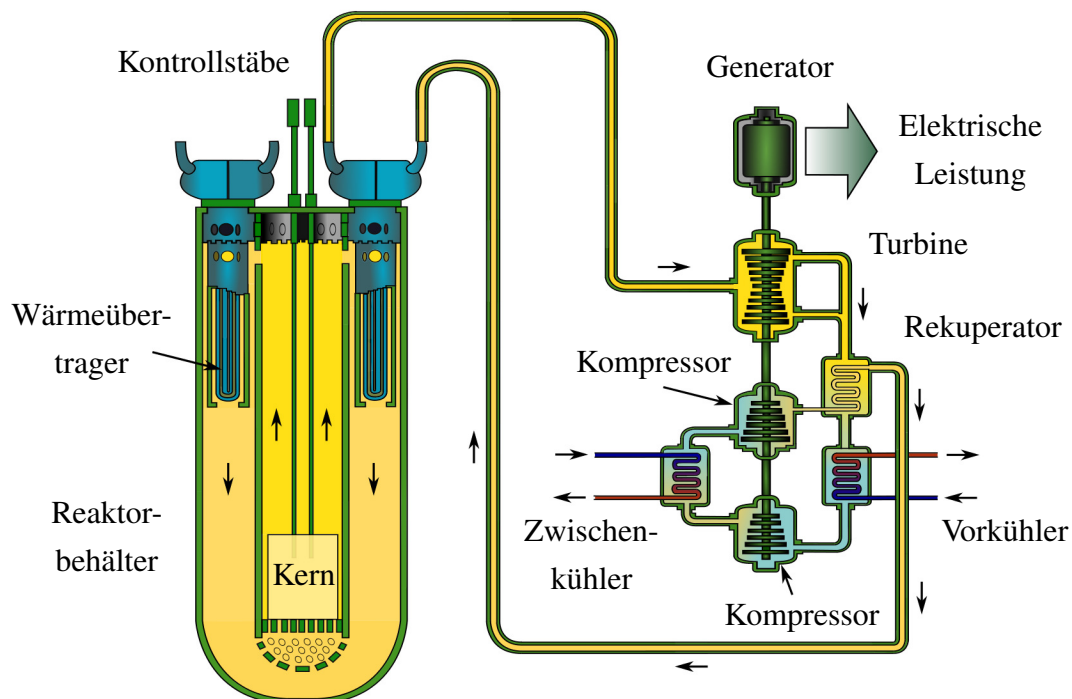 Kontrollstäbe
Generator
Elektrische
Leistung
Turbine
Wärmeüber-
trager
Rekuperator
Kompressor
Reaktor-
behälter
Kern
Zwischen-
kühler
Vorkühler
Kompressor